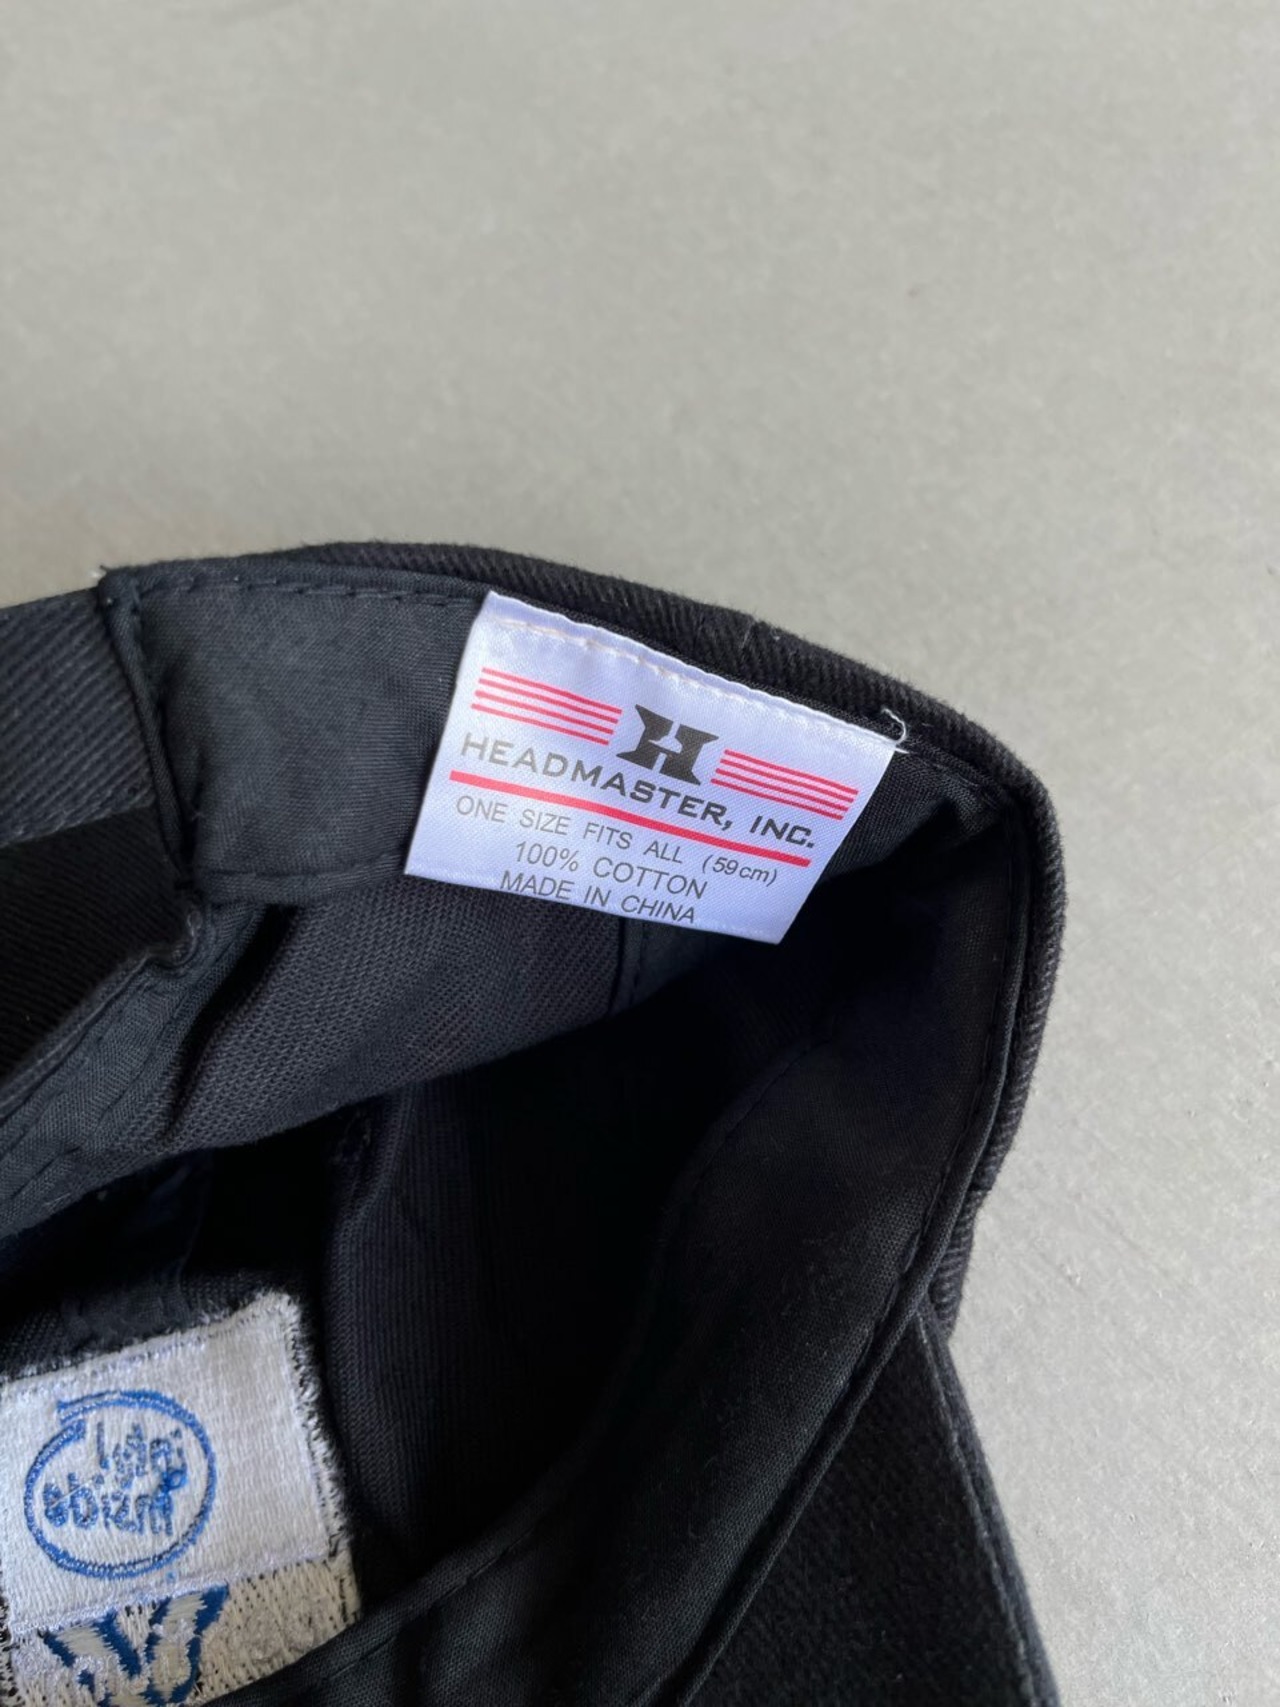 H
HEADMASTER, INC.
ONE SIZE FITS ALL (59cm)
100% COTTON
MADE IN CHINA